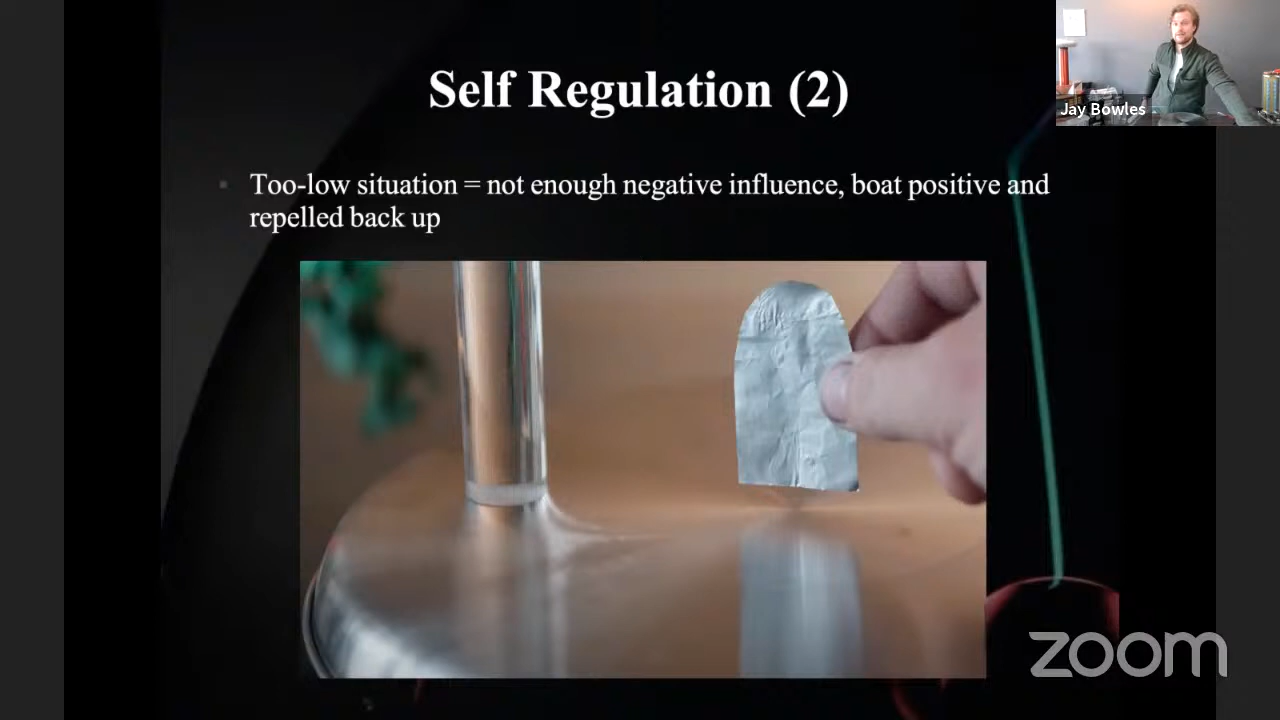 Self Regulation (2)
Jay Bowles
Too-low situation = not enough negative influence, boat positive and
repelled back up
zoom